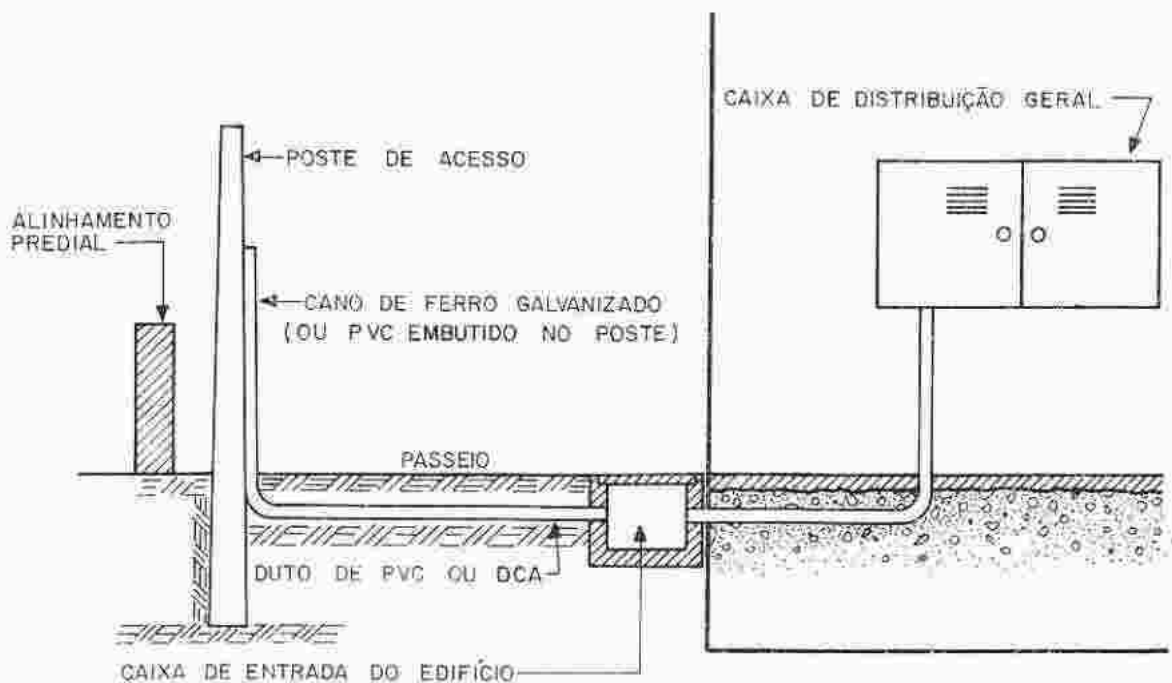 CAIXA DE DISTRIBUIÇÃO GERAL
POSTE DE ACESSO
ALINHAMENTO
PREDIAL
CANO DE FERRO GALVANIZADO
(OU PVC EMBUTIDO NO POSTE)
PASSEIO
DUTO DE PVC OU DCA
CAIXA DE ENTRADA DO EDIFÍCIO